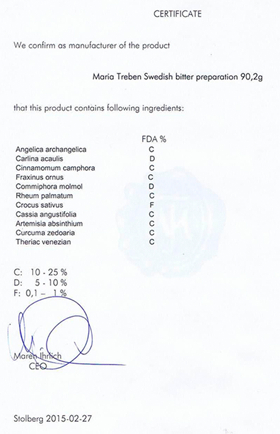 CERTIFICATE
We confirm as manufacturer of the product
Maria Treben Swedish bitter preparation 90,2g
that this product contains following ingredients:
FDA %
Angelica archangelica C
Carlina acaulis D
Cinnamomum camphora C
Fraxinus ornus C
Commiphora molmol D
Rheum palmatum C
Crocus sativus F
Cassia angustifolia C
Artemisia absinthium C
Curcuma zedoaria C
Theriac venezian C
C: 10 - 25 %
D: 5 - 10 %
F: 0,1 – 1 %
Maren Ihrlich
CEO
Stolberg 2015-02-27